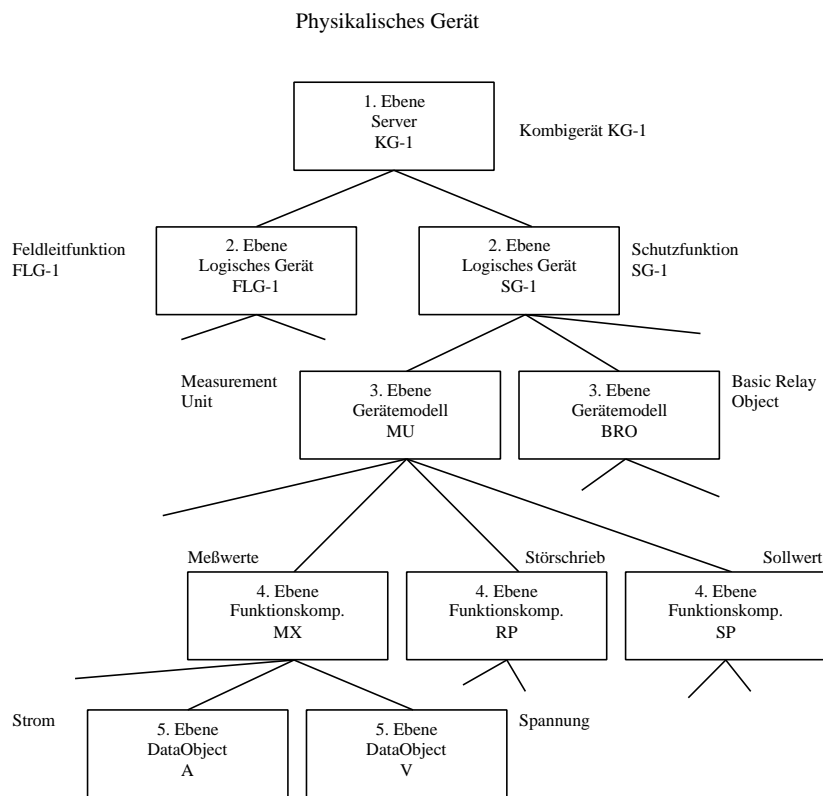 Physikalisches Gerät
1. Ebene
Server
KG-1
Kombigerät KG-1
Feldleitfunktion
FLG-1
2. Ebene
Logisches Gerät
FLG-1
2. Ebene
Logisches Gerät
SG-1
Schutzfunktion
SG-1
Measurement
Unit
3. Ebene
Gerätemodell
MU
3. Ebene
Gerätemodell
BRO
Basic Relay
Object
Meßwerte
4. Ebene
Funktionskomp.
MX
Störschrieb
4. Ebene
Funktionskomp.
RP
Sollwert
4. Ebene
Funktionskomp.
SP
Strom
5. Ebene
DataObject
A
5. Ebene
DataObject
V
Spannung